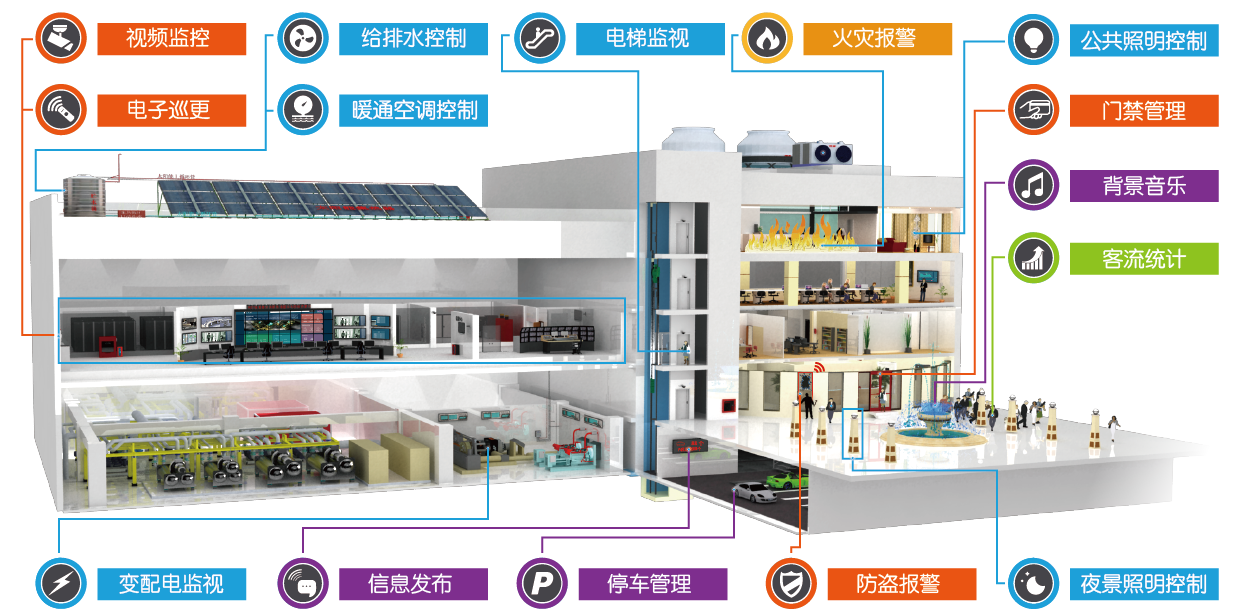 视频监控
给排水控制
电梯监视
火灾报警
公共照明控制
电子巡更
暖通空调控制
门禁管理
背景音乐
客流统计
变配电监视
信息发布
P
停车管理
防盗报警
夜景照明控制